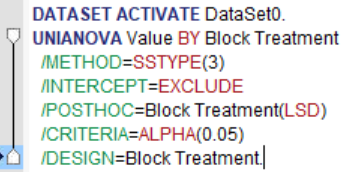 DATASET ACTIVATE DataSet0.
UNIANOVA Value BY Block Treatment
/METHOD=SSTYPE(3)
/INTERCEPT=EXCLUDE
/POSTHOC=Block Treatment(LSD)
/CRITERIA=ALPHA(0.05)
/DESIGN=Block Treatment.